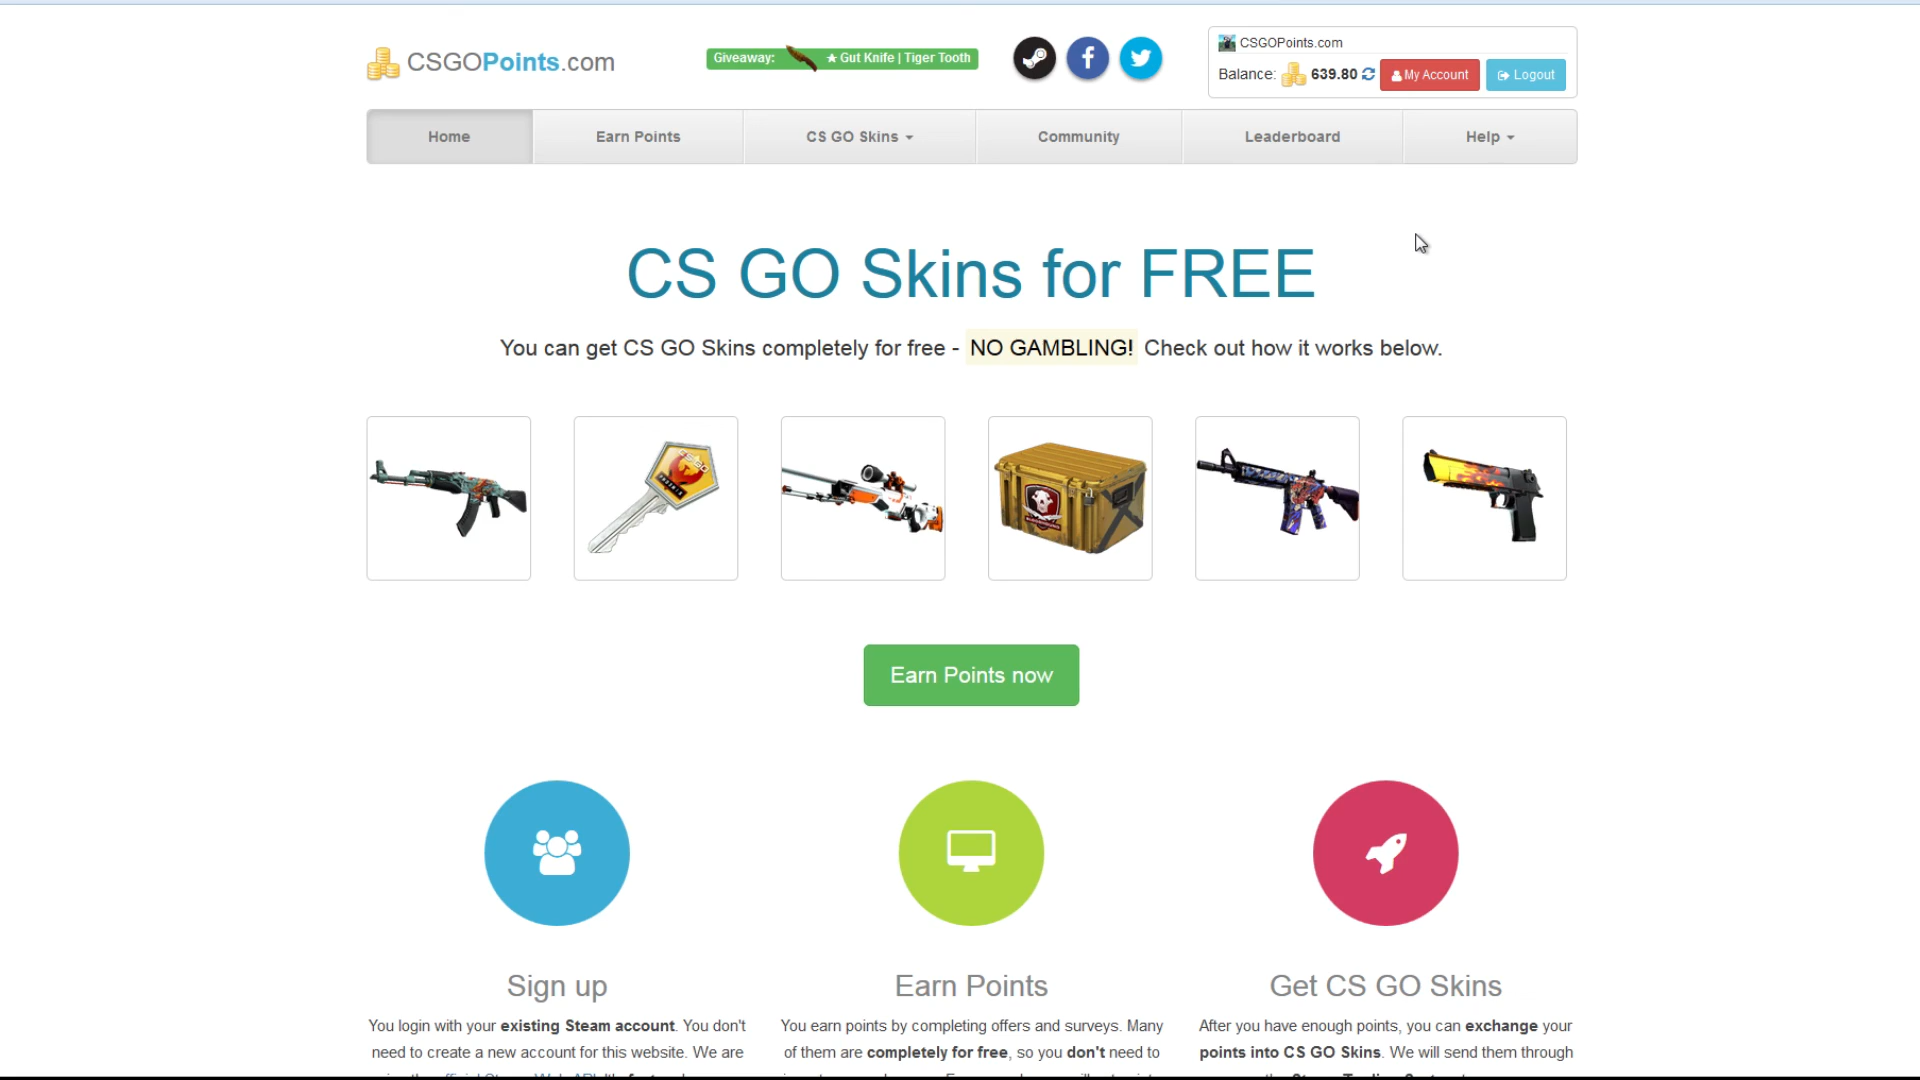 CSGOPoints.com
Giveaway: ★ Gut Knife | Tiger Tooth
CSGOPoints.com
Balance: 639.80 My Account Logout
Home Earn Points CS GO Skins Community Leaderboard Help
CS GO Skins for FREE
You can get CS GO Skins completely for free - NO GAMBLING! Check out how it works below.
Earn Points now
Sign up
You login with your existing Steam account. You don't
need to create a new account for this website. We are
Earn Points
You earn points by completing offers and surveys. Many
of them are completely for free, so you don't need to
Get CS GO Skins
After you have enough points, you can exchange your
points into CS GO Skins. We will send them through